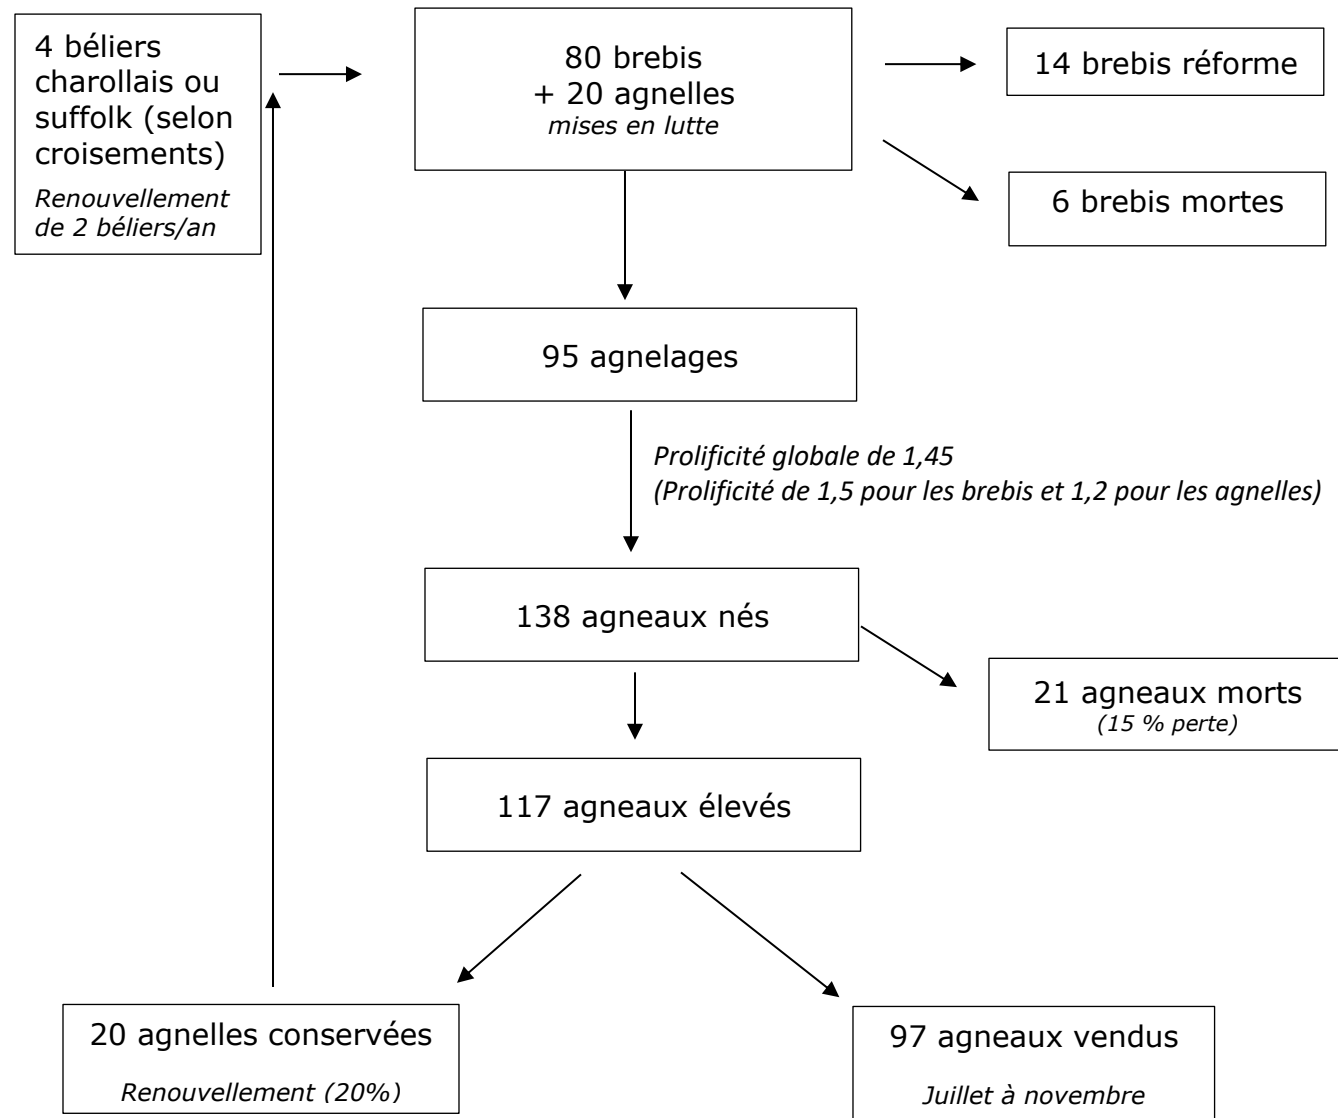 4 béliers
charollais ou
suffolk (selon
croisements)
Renouvellement
de 2 béliers/an
80 brebis
+ 20 agnelles
mises en lutte
14 brebis réforme
6 brebis mortes
95 agnelages
Prolificité globale de 1,45
(Prolificité de 1,5 pour les brebis et 1,2 pour les agnelles)
138 agneaux nés
21 agneaux morts
(15 % perte)
117 agneaux élevés
20 agnelles conservées
Renouvellement (20%)
97 agneaux vendus
Juillet à novembre